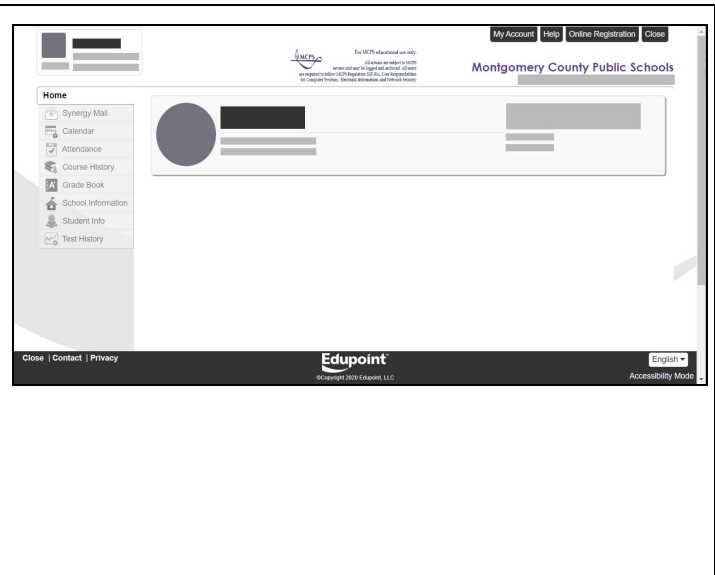 My Account Help Online Registration Close
MCPS
For MCPS educational use only.
All actions are subject to MCPS
review and may be logged and archived. All users
are required to follow MCPS Regulation IGT-RA, User Responsibilities
for Computer Systems, Electronic Information, and Network Security
Montgomery County Public Schools
Home
Synergy Mail
Calendar
Attendance
Course History
Grade Book
School Information
Student Info
Test History
Close | Contact | Privacy
Edupoint
©Copyright 2020 Edupoint, LLC
English
Accessibility Mode